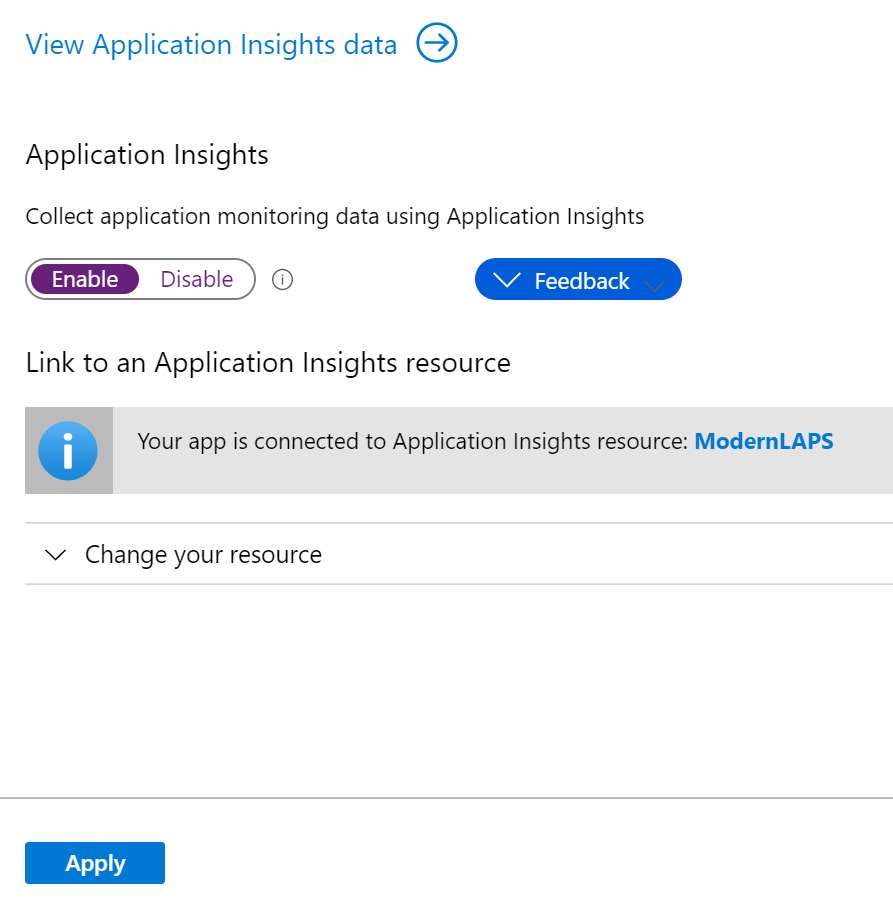 View Application Insights data
Application Insights
Collect application monitoring data using Application Insights
Enable Disable
Feedback
Link to an Application Insights resource
Your app is connected to Application Insights resource: ModernLAPS
Change your resource
Apply